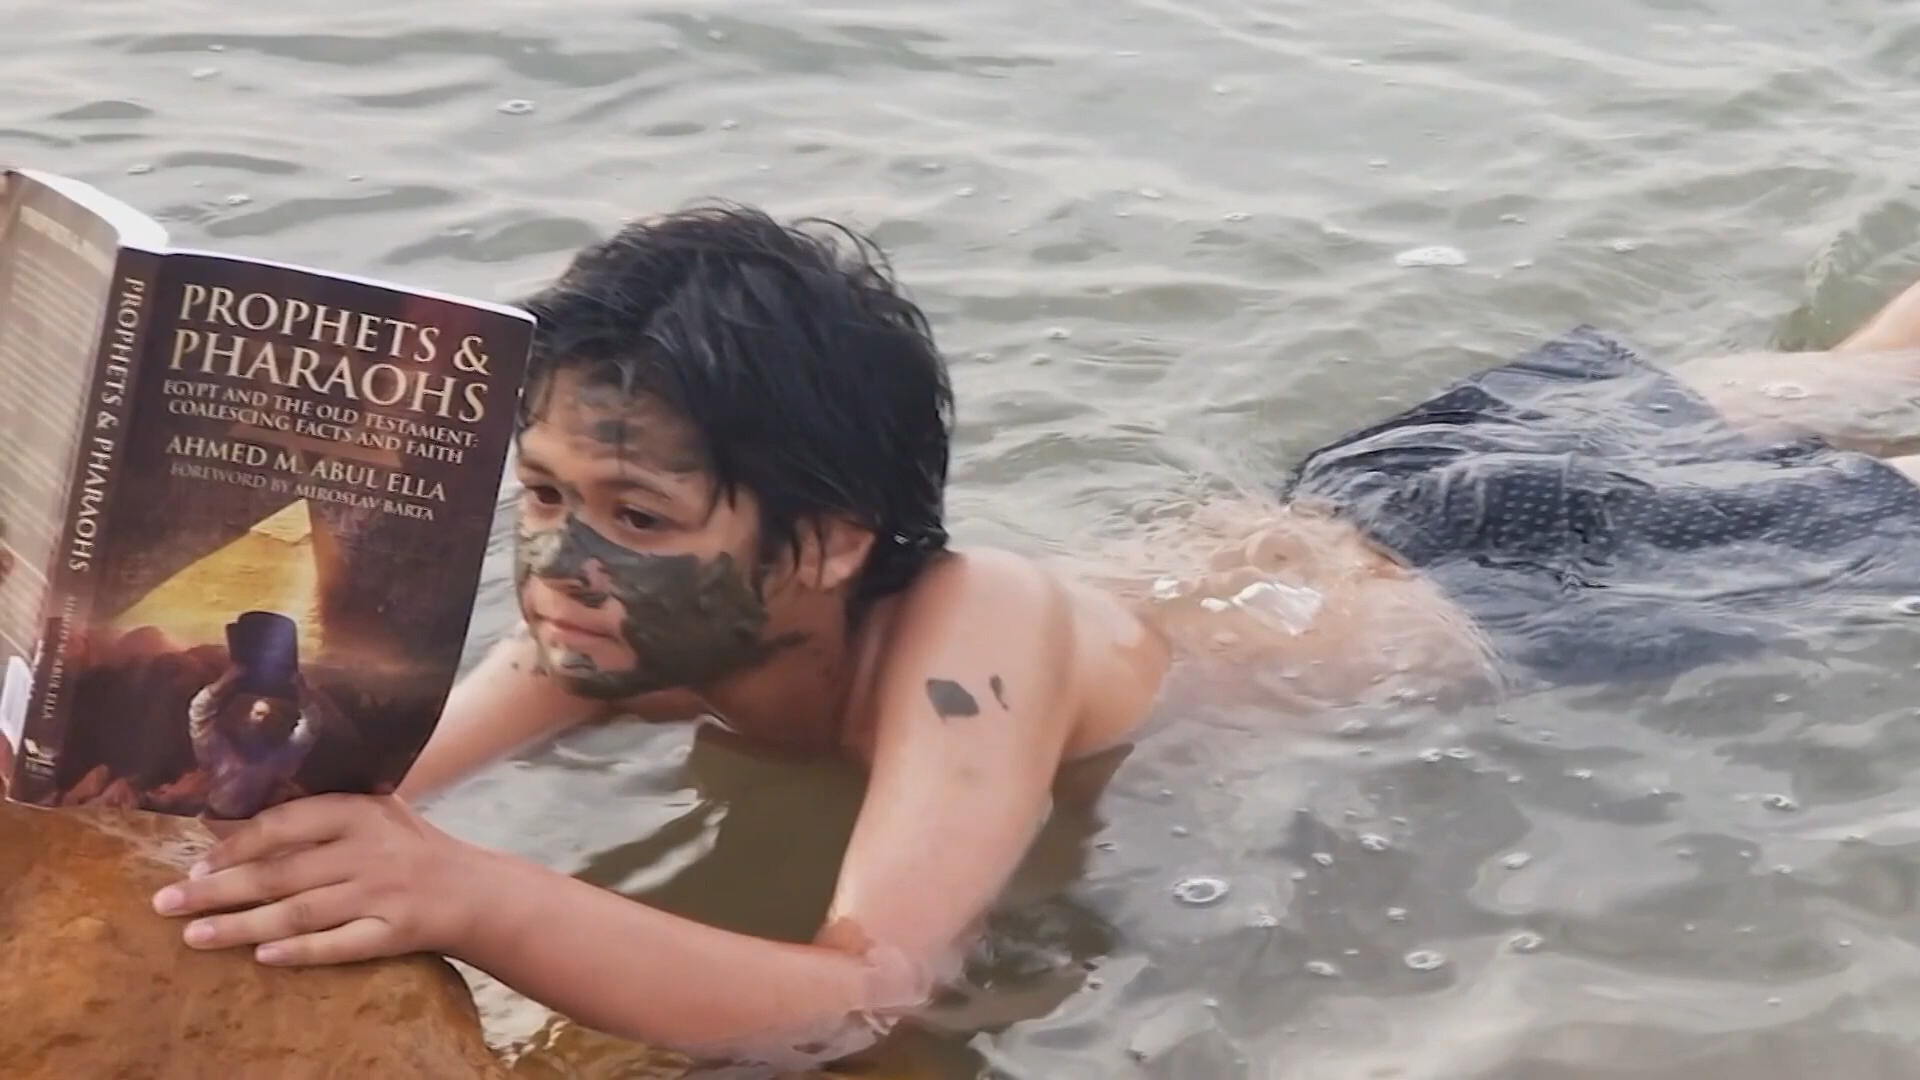 PROPHETS & PHARAOHS
PROPHETS &
PHARAOHS
EGYPT AND THE OLD TESTAMENT:
COALESCING FACTS AND FAITH
AHMED M. ABUL ELLA
FOREWORD BY MIROSLAV BARTA